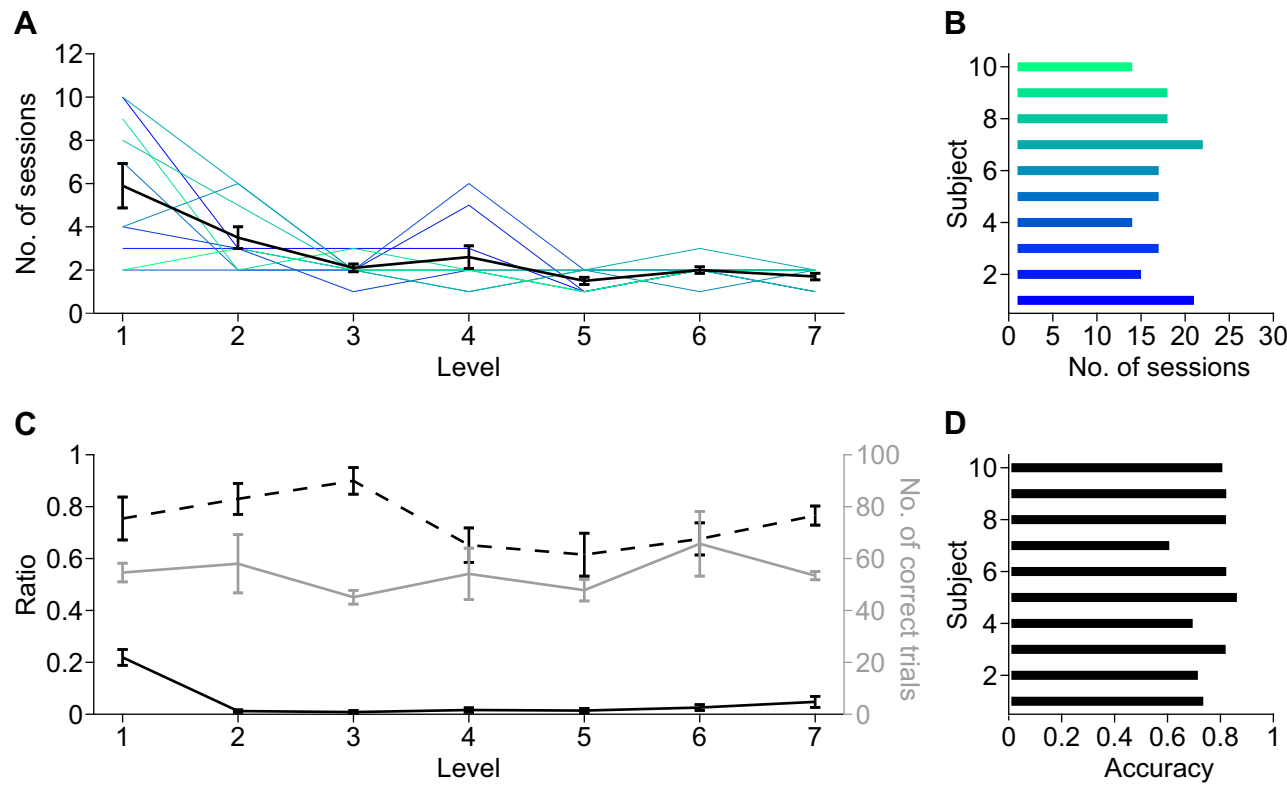 A
12
10
8
6
4
2
0
No. of sessions
1 2 3 4 5 6 7
Level
B
10
8
6
4
2
Subject
0 5 10 15 20 25 30
No. of sessions
C
1
0.8
0.6
0.4
0.2
0
Ratio
100
80
60
40
20
0
No. of correct trials
1 2 3 4 5 6 7
Level
D
10
8
6
4
2
Subject
0 0.2 0.4 0.6 0.8 1
Accuracy